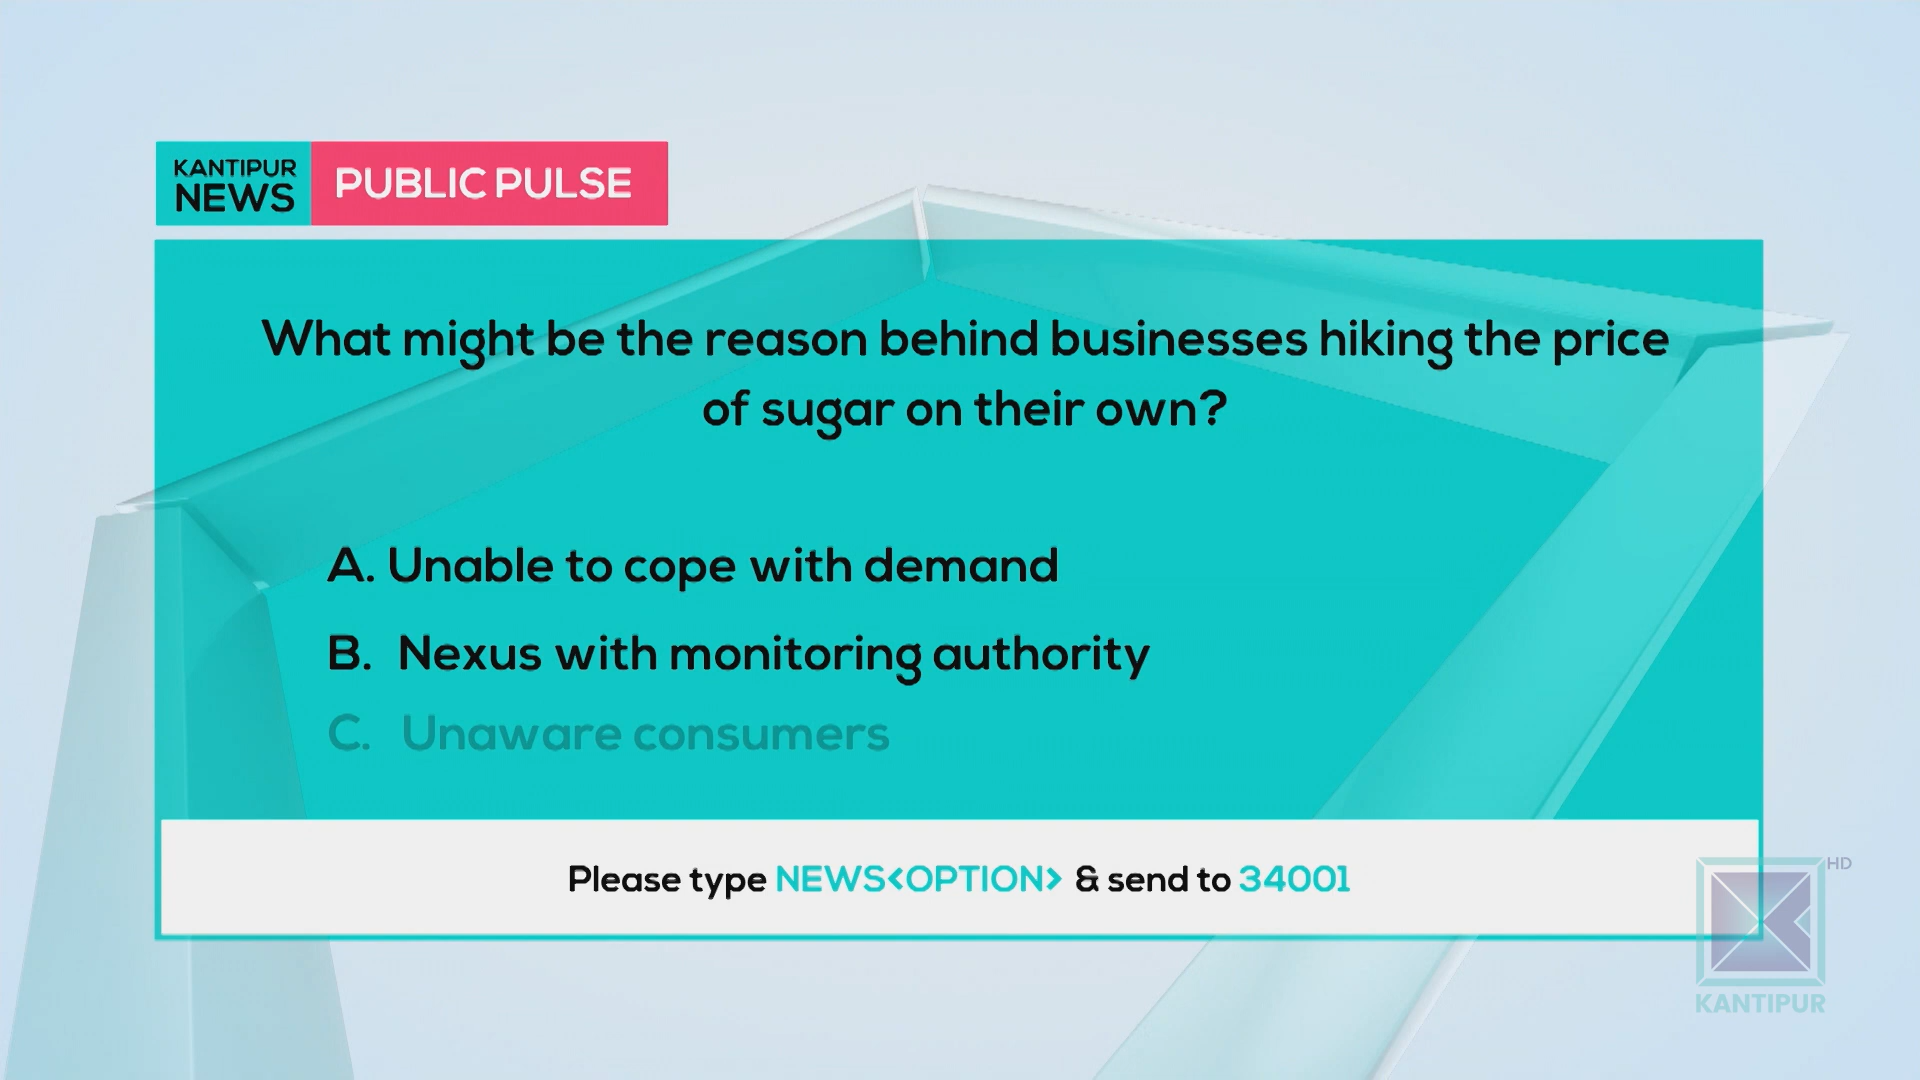 KANTIPUR
NEWS
PUBLIC PULSE
What might be the reason behind businesses hiking the price
of sugar on their own?
A. Unable to cope with demand
B. Nexus with monitoring authority
C. Unaware consumers
Please type NEWS<OPTION> & send to 34001
HD
KANTIPUR